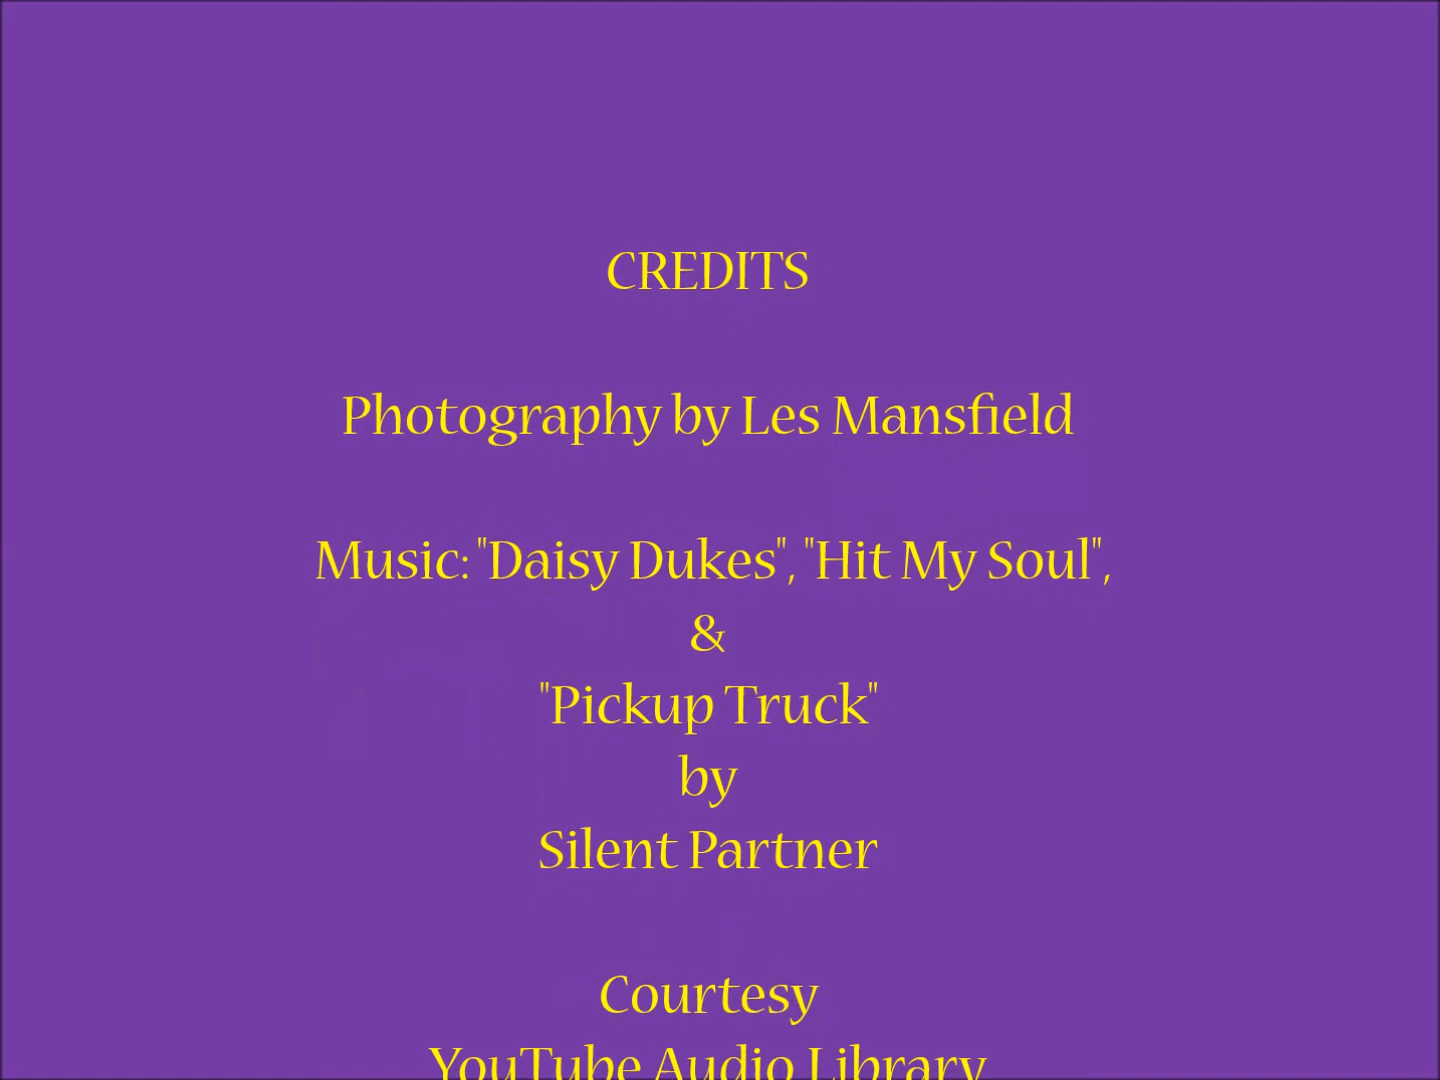 CREDITS
Photography by Les Mansfield
Music: "Daisy Dukes", "Hit My Soul",
&
"Pickup Truck"
by
Silent Partner
Courtesy
YouTube Audio Library